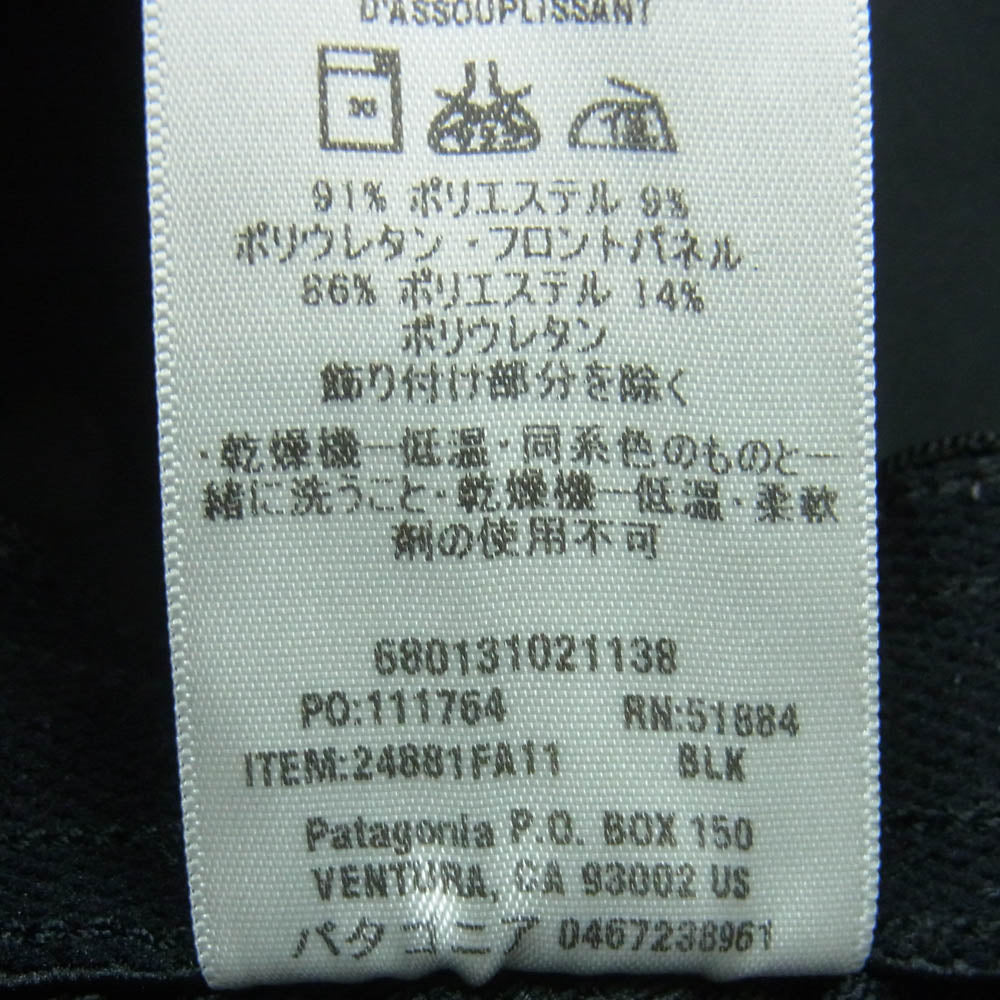 D'ASSOUPLISSANT
30
91% ポリエステル 9%
ポリウレタン・フロントパネル
86% ポリエステル 14%
ポリウレタン
飾り付け部分を除く
・乾燥機一低温・同系色のものと一
緒に洗うこと・乾燥機一低温・柔軟
剤の使用不可
680131021138
PO:111764 RN:51884
ITEM:24881FA11 BLK
Patagonia P.O. BOX 150
VENTURA, CA 93002 US
パタゴニア 0467238961